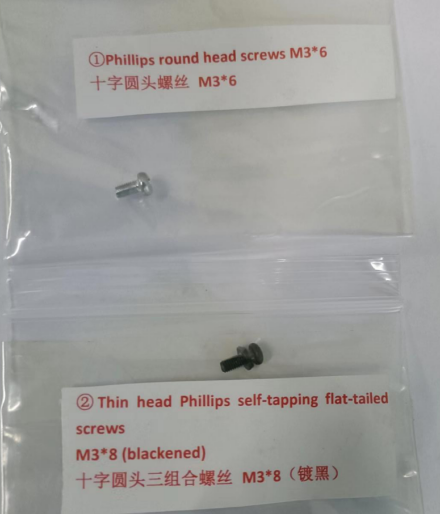 ①Phillips round head screws M3*6
十字圆头螺丝 M3*6
② Thin head Phillips self-tapping flat-tailed
screws
M3*8 (blackened)
十字圆头三组合螺丝 M3*8（镀黑）